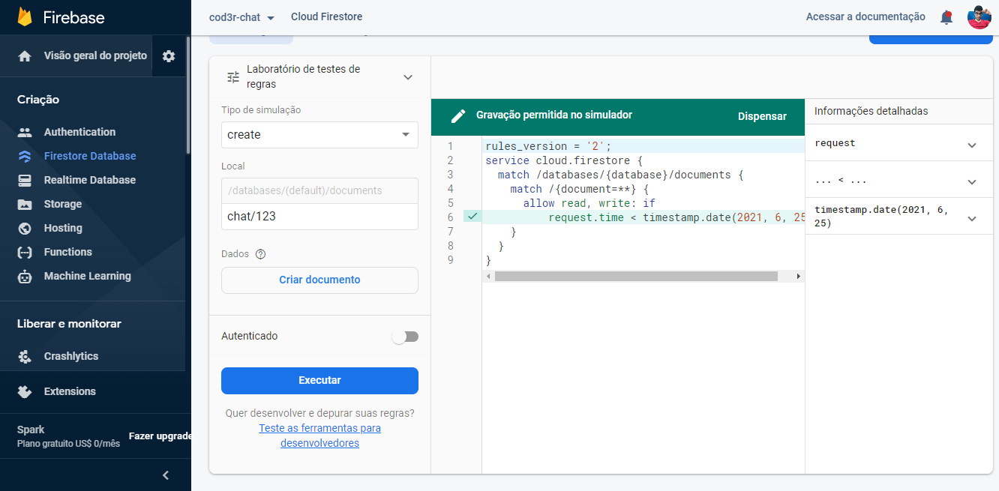 Firebase
cod3r-chat
Cloud Firestore
Acessar a documentação
Visão geral do projeto
Criação
Authentication
Firestore Database
Realtime Database
Storage
Hosting
Functions
Machine Learning
Liberar e monitorar
Crashlytics
Extensions
Spark
Plano gratuito US$ 0/mês
Fazer upgrade
Laboratório de testes de
regras
Tipo de simulação
create
Local
/databases/(default)/documents
chat/123
Dados
Criar documento
Autenticado
Executar
Quer desenvolver e depurar suas regras?
Teste as ferramentas para
desenvolvedores
Gravação permitida no simulador
Dispensar
1 rules_version = '2';
2 service cloud.firestore {
3 match /databases/{database}/documents {
4 match /{document=**} {
5 allow read, write: if
6 request.time < timestamp.date(2021, 6, 25
7 }
8 }
9 }
Informações detalhadas
request
... < ...
timestamp.date(2021, 6,
25)